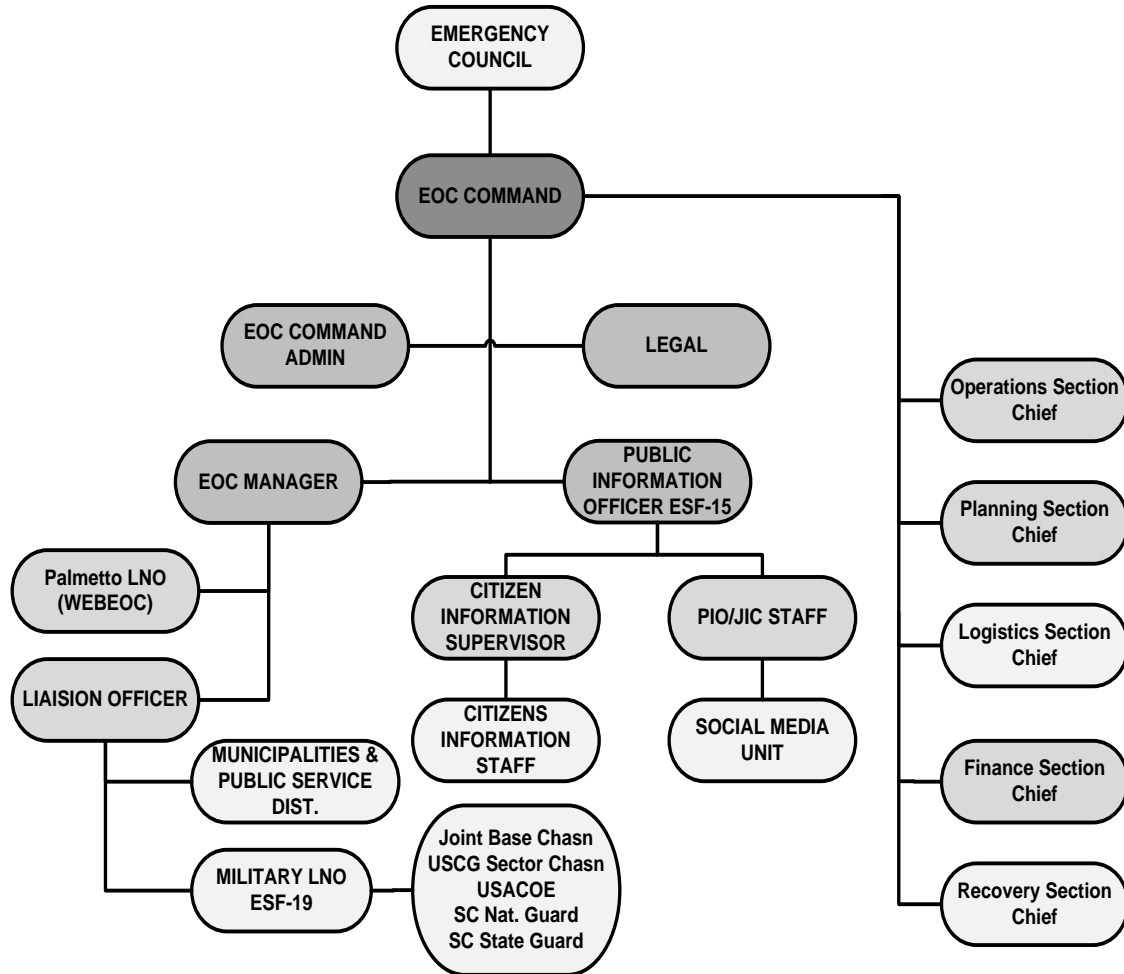 EMERGENCY
COUNCIL
EOC COMMAND
EOC COMMAND
ADMIN
LEGAL
EOC MANAGER
PUBLIC
INFORMATION
OFFICER ESF-15
Palmetto LNO
(WEBEOC)
LIAISION OFFICER
CITIZEN
INFORMATION
SUPERVISOR
PIO/JIC STAFF
CITIZENS
INFORMATION
STAFF
SOCIAL MEDIA
UNIT
MUNICIPALITIES &
PUBLIC SERVICE
DIST.
MILITARY LNO
ESF-19
Joint Base Chasn
USCG Sector Chasn
USACOE
SC Nat. Guard
SC State Guard
Operations Section
Chief
Planning Section
Chief
Logistics Section
Chief
Finance Section
Chief
Recovery Section
Chief